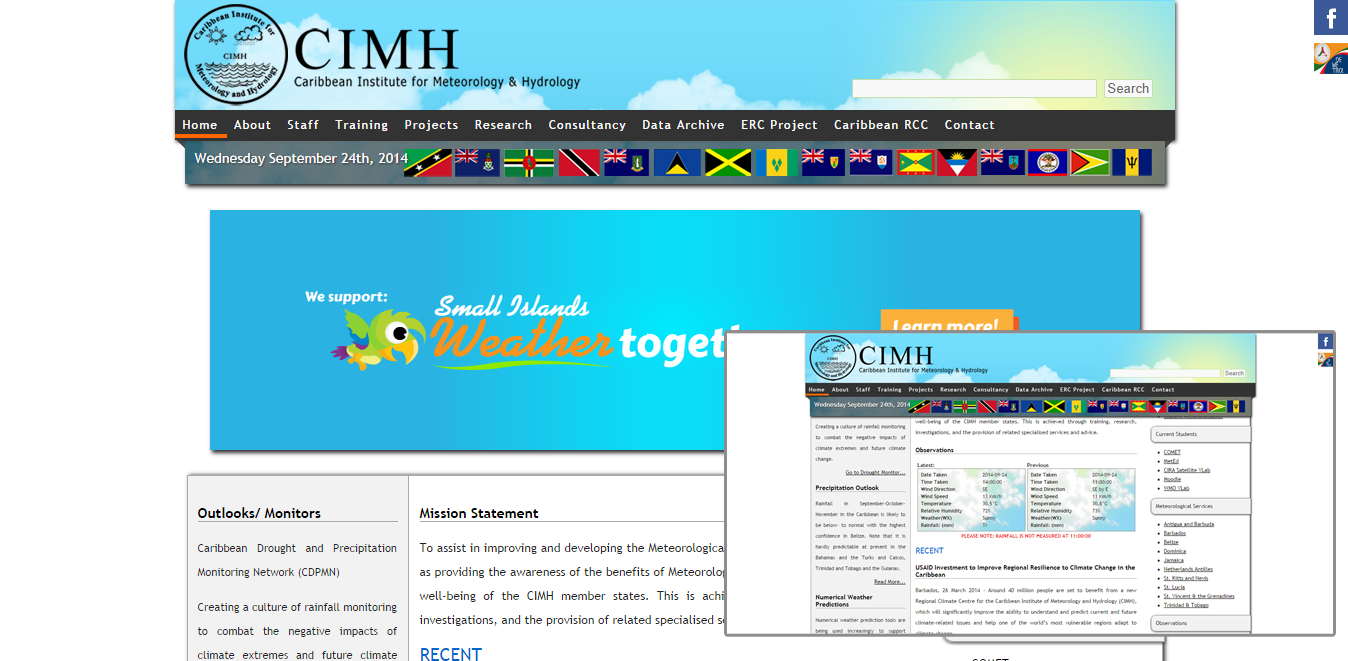 Caribbean Institute for
CIMH
Meteorology and Hydrology
CIMH
Caribbean Institute for Meteorology & Hydrology
Search
Home About Staff Training Projects Research Consultancy Data Archive ERC Project Caribbean RCC Contact
Wednesday September 24th, 2014
We support:
Small Islands
Weather toget
Learn more!
Outlooks/ Monitors
Caribbean Drought and Precipitation
Monitoring Network (CDPMN)
Creating a culture of rainfall monitoring
to combat the negative impacts of
climate extremes and future climate
Mission Statement
To assist in improving and developing the Meteorologica
as providing the awareness of the benefits of Meteorolo
well-being of the CIMH member states. This is achi
investigations, and the provision of related specialised s
RECENT
CIMH
Caribbean Institute for Meteorology & Hydrology
Search
Home About Staff Training Projects Research Consultancy Data Archive ERC Project Caribbean RCC Contact
Wednesday September 24th, 2014
Creating a culture of rainfall monitoring
to combat the negative impacts of
climate extremes and future climate
change.
Go to Drought Monitor...
Precipitation Outlook
Rainfall in September-October-
November in the Caribbean is likely to
be below- to normal with the highest
confidence in Belize. Note that it is
hardly predictable at present in the
Bahamas and the Turks and Caicos,
Trinidad and Tobago and the Guianas.
Read More...
Numerical Weather
Predictions
Numerical weather prediction tools are
being used increasingly to support
well-being of the CIMH member states. This is achieved through training, research,
investigations, and the provision of related specialised services and advice.
Observations
Latest: Previous
Date Taken 2014-09-24 Date Taken 2014-09-24
Time Taken 14:00:00 Time Taken 11:00:00
Wind Direction SE Wind Direction SE by E
Wind Speed 13 Km/h Wind Speed 11 Km/h
Temperature 30.5°C Temperature 30.8°C
Relative Humidity 72% Relative Humidity 73%
Weather(WX) Sunny Weather(WX) Sunny
Rainfall: (mm) Tr Rainfall: (mm)
PLEASE NOTE: RAINFALL IS NOT MEASURED AT 11:00:00
RECENT
USAID Investment to Improve Regional Resilience to Climate Change in the
Caribbean
Barbados, 26 March 2014 - Around 40 million people are set to benefit from a new
Regional Climate Centre for the Caribbean Institute of Meteorology and Hydrology (CIMH),
which will significantly improve the ability to understand and predict current and future
climate-related issues and help one of the world's most vulnerable regions adapt to
climate change
Current Students
COMET
MetEd
CIRA Satellite VLab
Moodle
WMO VLab
Meteorological Services
Antigua and Barbuda
Barbados
Belize
Dominica
Jamaica
Netherlands Antilles
St. Kitts and Nevis
St. Lucia
St. Vincent & the Grenadines
Trinidad & Tobago
Observations
COMET